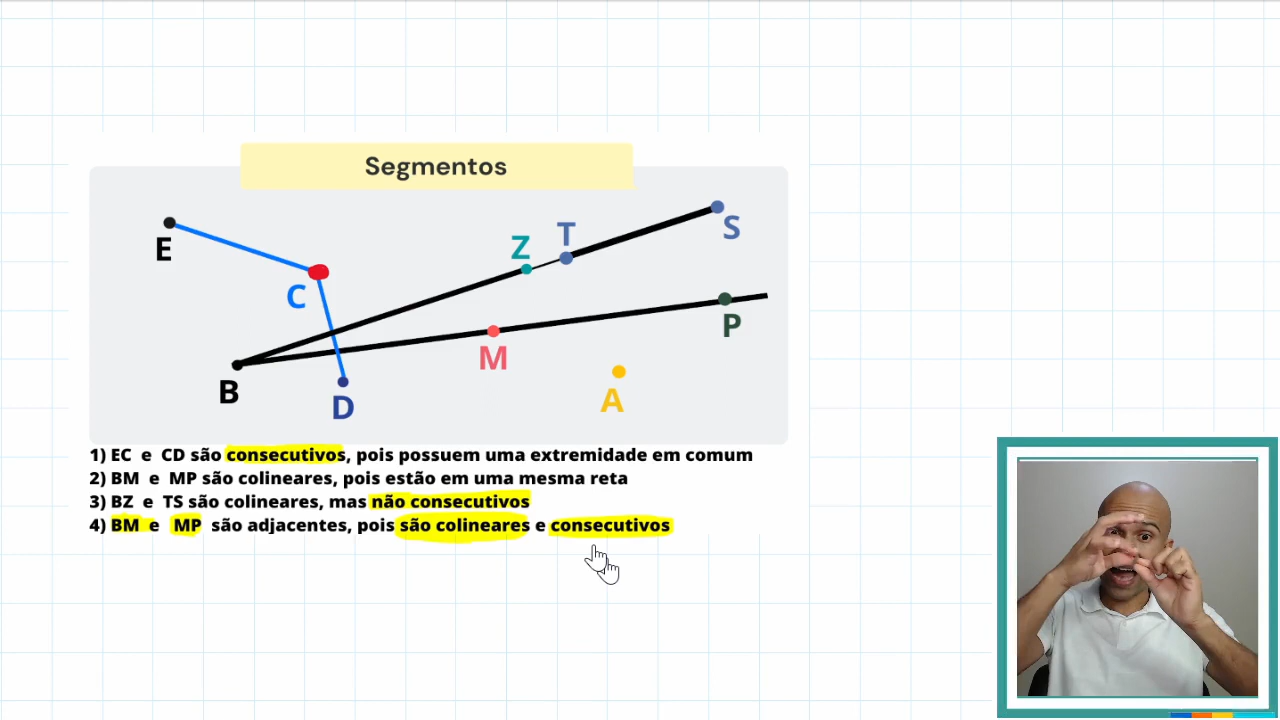 Segmentos
E
C
Z
T
S
B
D
M
P
A
1) EC e CD são consecutivos, pois possuem uma extremidade em comum
2) BM e MP são colineares, pois estão em uma mesma reta
3) BZ e TS são colineares, mas não consecutivos
4) BM e MP são adjacentes, pois são colineares e consecutivos